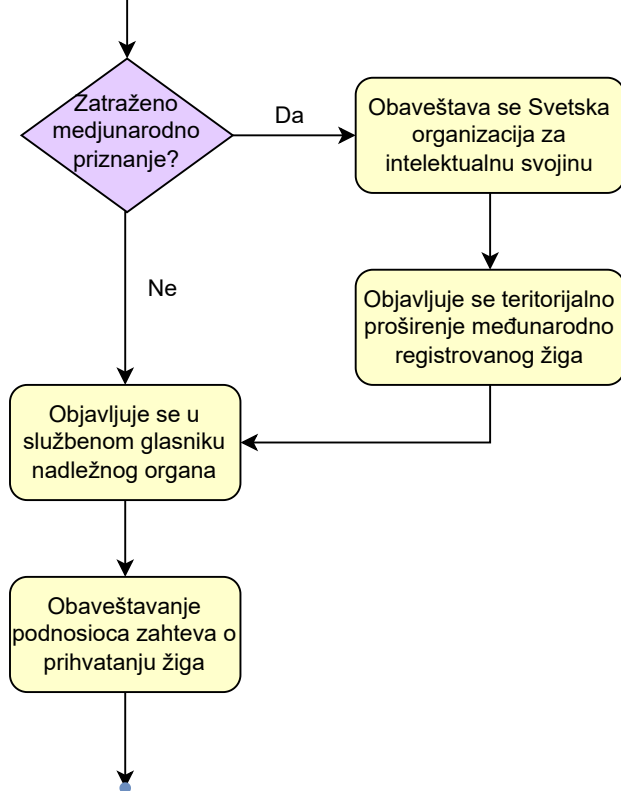 Zatraženo
medjunarodno
priznanje?
Da
Obaveštava se Svetska
organizacija za
intelektualnu svojinu
Ne
Objavljuje se teritorijalno
proširenje međunarodno
registrovanog žiga
Objavljuje se u
službenom glasniku
nadležnog organa
Obaveštavanje
podnosioca zahteva o
prihvatanju žiga